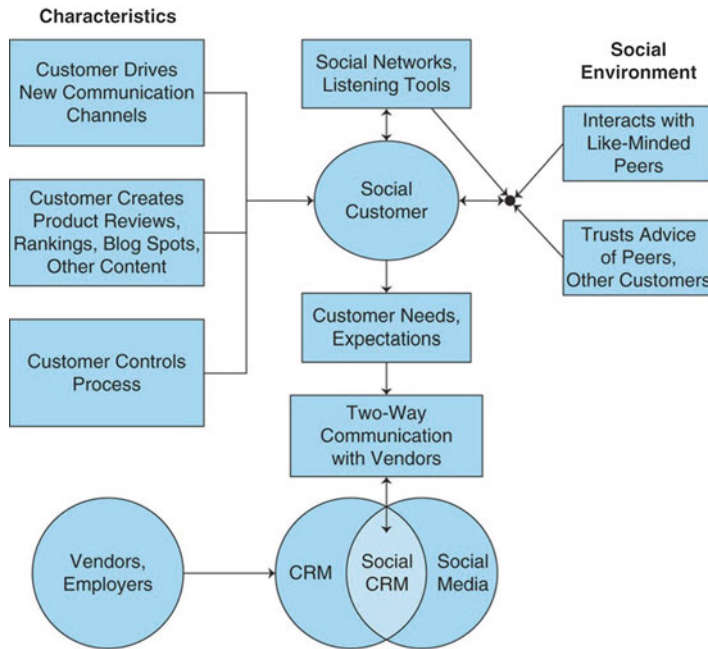 Characteristics
Customer Drives
New Communication
Channels
Customer Creates
Product Reviews,
Rankings, Blog Spots,
Other Content
Customer Controls
Process
Social Networks,
Listening Tools
Social
Customer
Customer Needs,
Expectations
Two-Way
Communication
with Vendors
Social
Environment
Interacts with
Like-Minded
Peers
Trusts Advice
of Peers,
Other Customers
Vendors,
Employers
CRM
Social
CRM
Social
Media